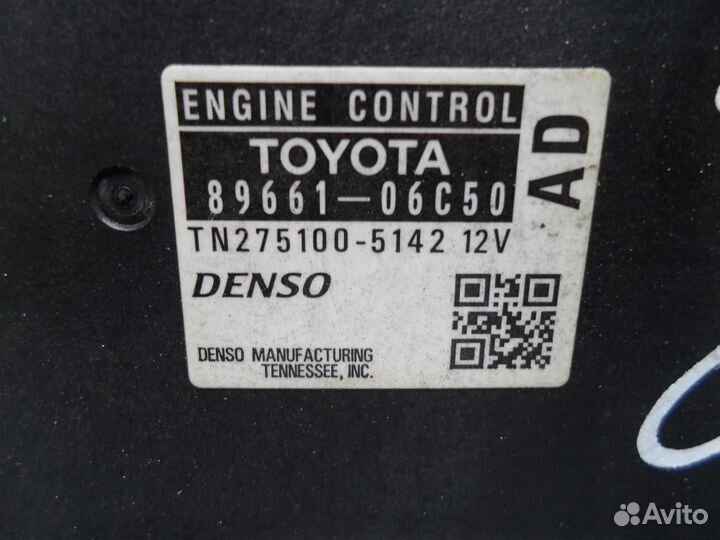 ENGINE CONTROL
TOYOTA
89661-06C50
AD
TN275100-5142 12V
DENSO
DENSO MANUFACTURING
TENNESSEE, INC.
Avito